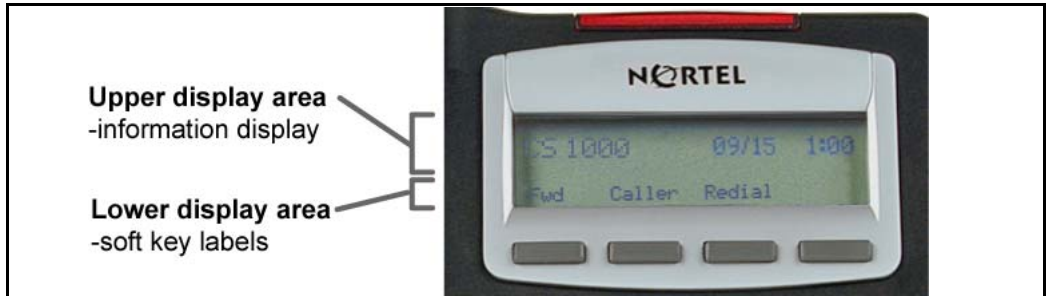 Upper display area
-information display
Lower display area
-soft key labels
NORTEL
CS 1000 09/15 1:00
Fwd Caller Redial